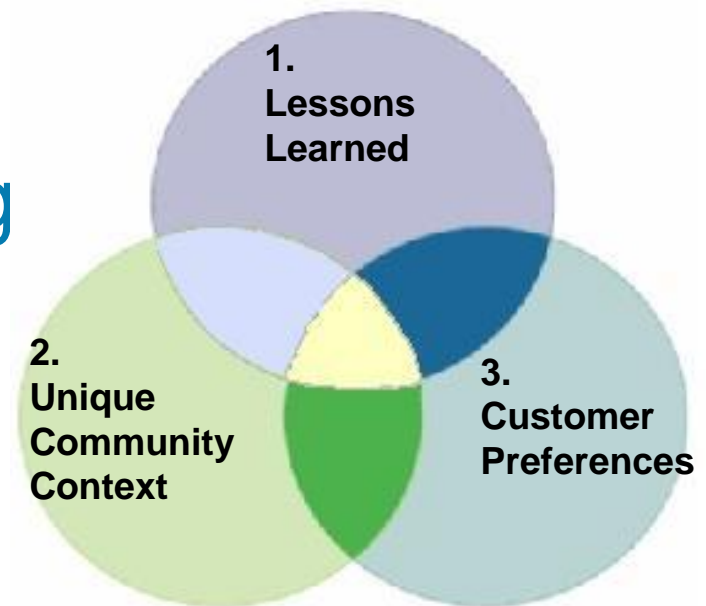 1.
Lessons
Learned
g
2.
Unique
Community
Context
3.
Customer
Preferences